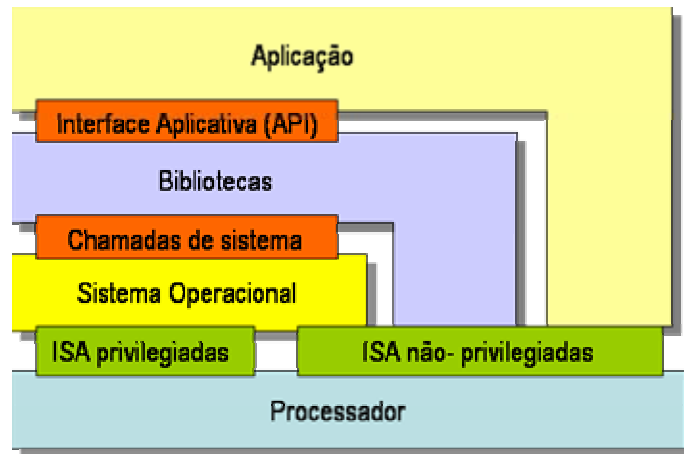 Aplicação
Interface Aplicativa (API)
Bibliotecas
Chamadas de sistema
Sistema Operacional
ISA privilegiadas
ISA não- privilegiadas
Processador